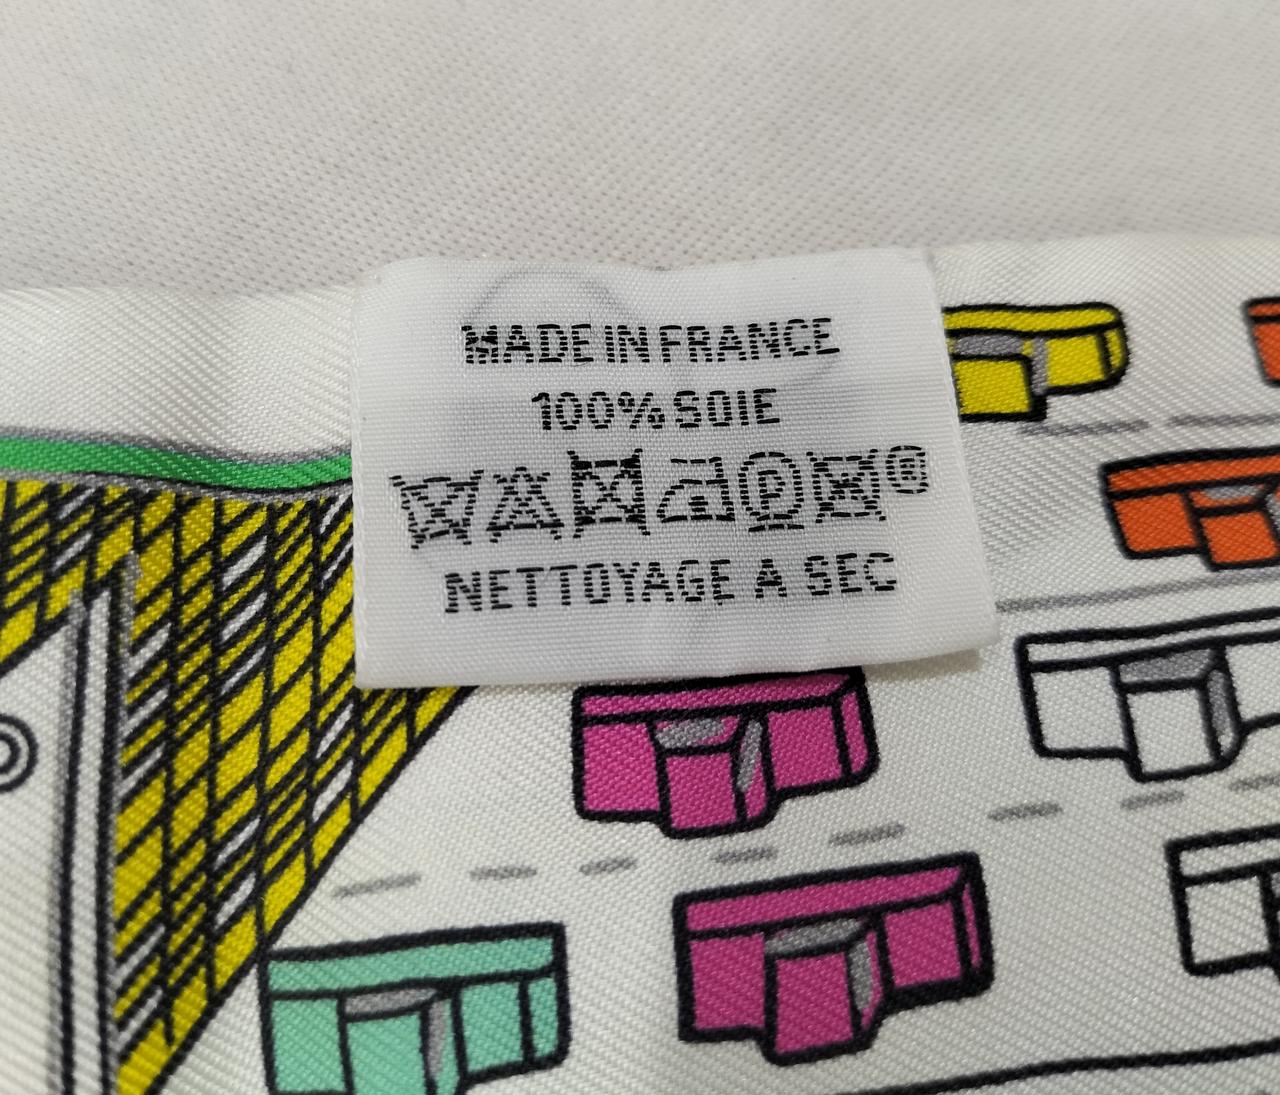 MADE IN FRANCE
100% SOIE
P ®
NETTOYAGE A SEC